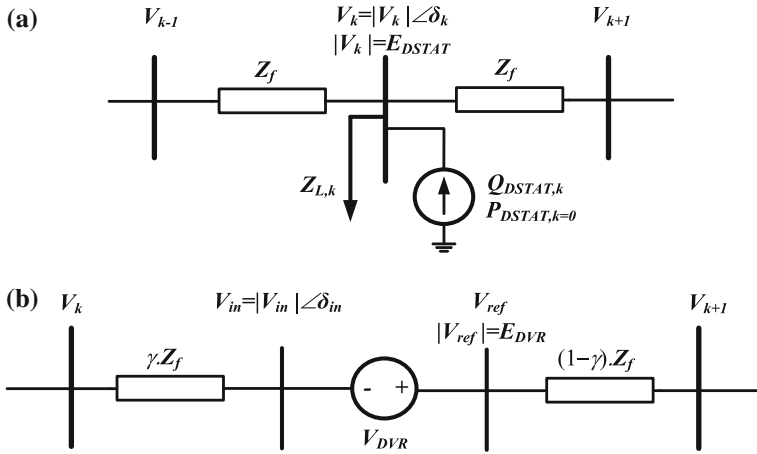 (a)
V_{k-1}
V_k=|V_k|∠δ_k
|V_k|=E_{DSTAT}
V_{k+1}
Z_f
Z_f
Z_{L,k}
Q_{DSTAT,k}
P_{DSTAT,k=0}
(b)
V_k
V_{in}=|V_{in}|∠δ_{in}
V_{ref}
|V_{ref}|=E_{DVR}
V_{k+1}
γ.Z_f
- +
(1−γ).Z_f
V_{DVR}